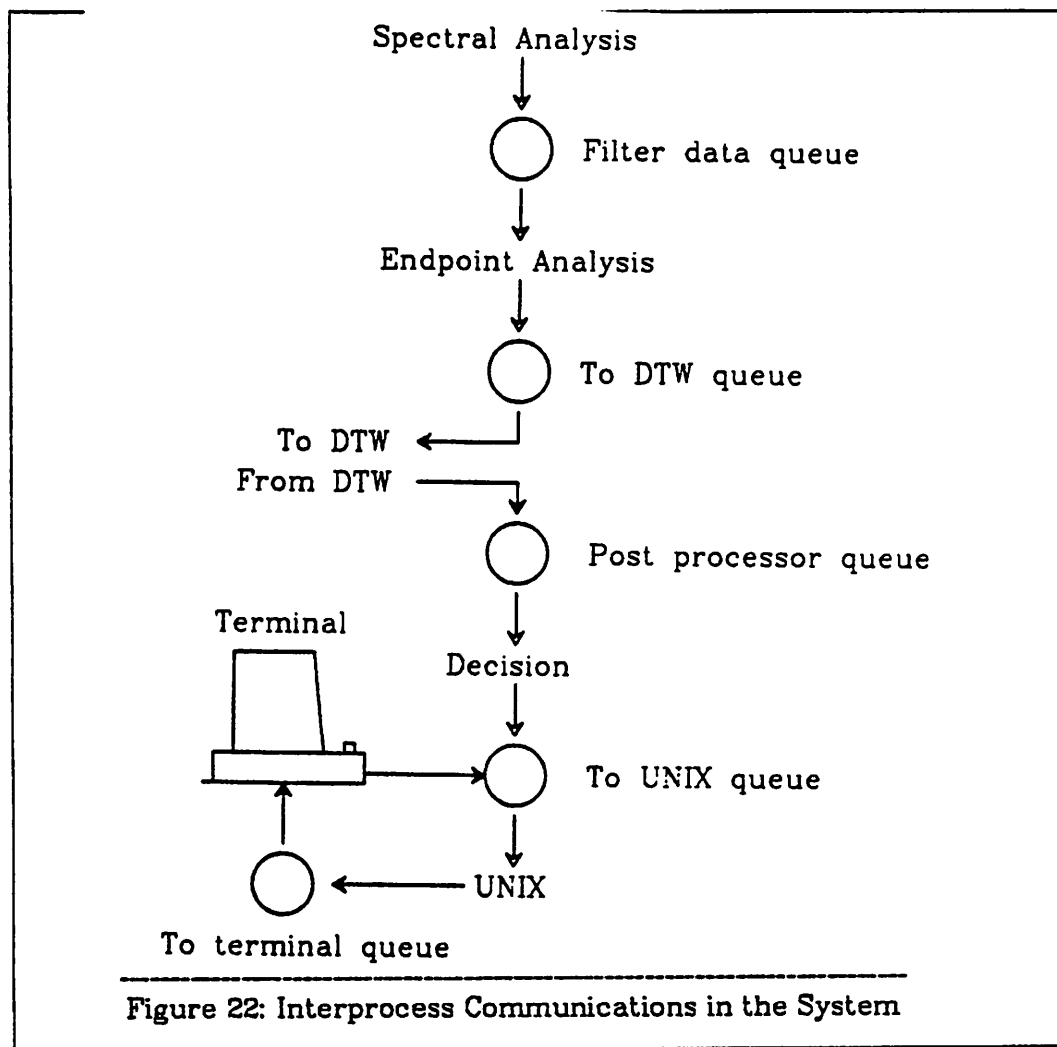 Spectral Analysis
Filter data queue
Endpoint Analysis
To DTW queue
To DTW
From DTW
Post processor queue
Terminal
Decision
To UNIX queue
UNIX
To terminal queue
Figure 22: Interprocess Communications in the System